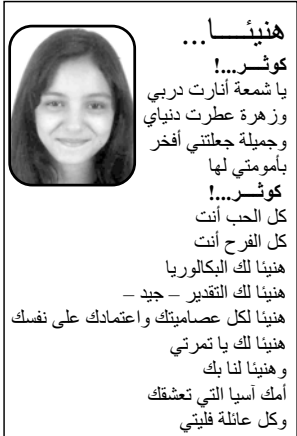 هنيئــــا...
كوثـــر...!
يا شمعة أنارت دربي
وزهرة عطرت دنياي
وجميلة جعلتني أفخر
بأمومتي لها
كوثـــر...!
كل الحب أنت
كل الفرح أنت
هنيئا لك البكالوريا
هنيئا لك التقدير – جيد –
هنيئا لكل عصاميتك واعتمادك على نفسك
هنيئا لك يا تمرتي
وهنيئا لنا بك
أمك آسيا التي تعشقك
وكل عائلة فليتي